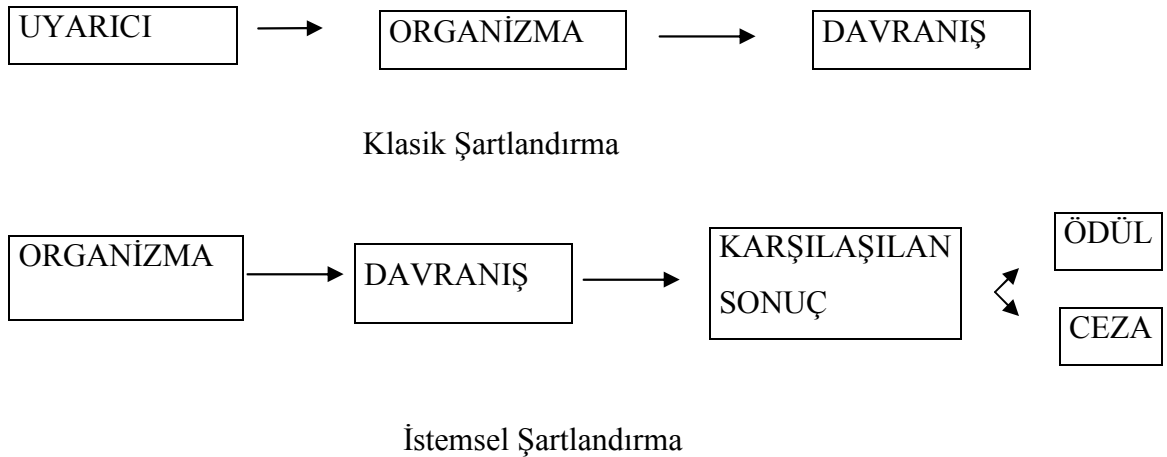 UYARICI
ORGANİZMA
DAVRANIŞ
Klasik Şartlandırma
ORGANİZMA
DAVRANIŞ
KARŞILAŞILAN
SONUÇ
ÖDÜL
CEZA
İstemsel Şartlandırma